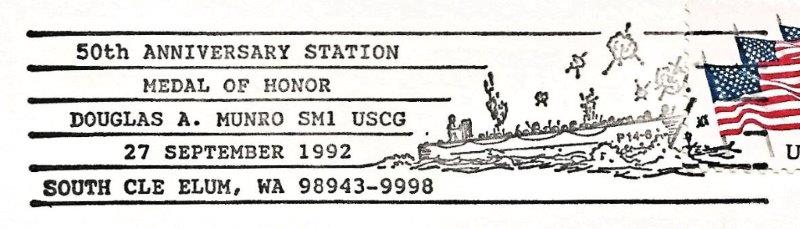 50th ANNIVERSARY STATION
MEDAL OF HONOR
DOUGLAS A. MUNRO SM1 USCG
27 SEPTEMBER 1992
SOUTH CLE ELUM, WA 98943-9998
P14-8
U